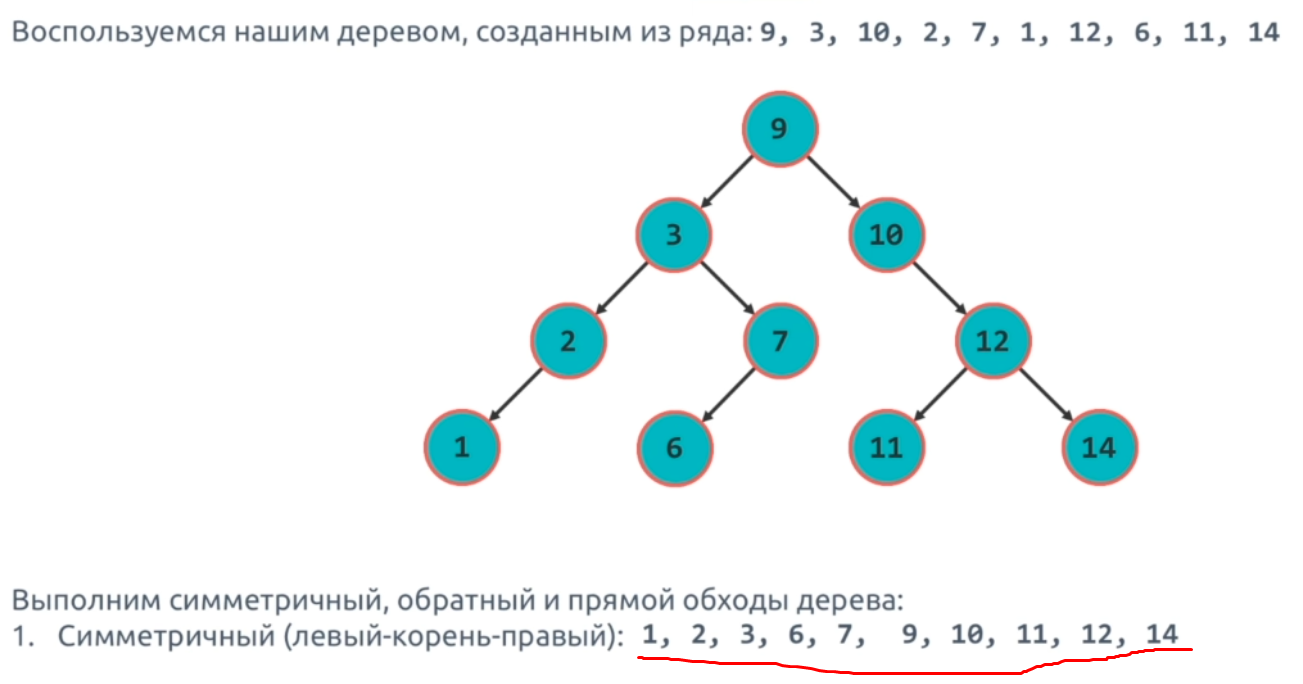 Воспользуемся нашим деревом, созданным из ряда: 9, 3, 10, 2, 7, 1, 12, 6, 11, 14
9
3 10
2 7 12
1 6 11 14
Выполним симметричный, обратный и прямой обходы дерева:
1. Симметричный (левый-корень-правый): 1, 2, 3, 6, 7, 9, 10, 11, 12, 14